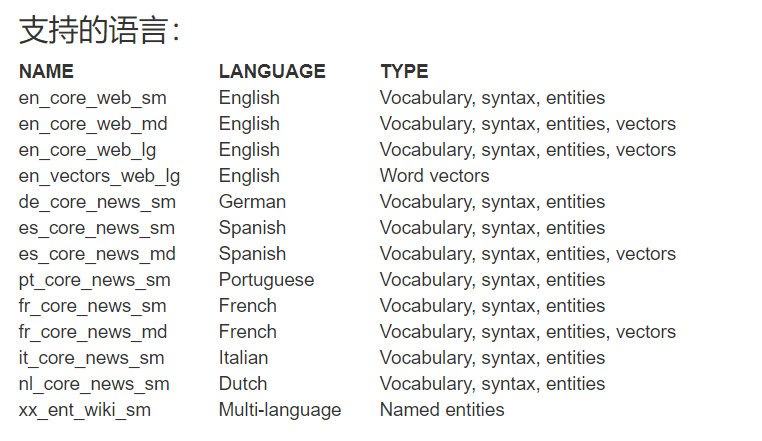 支持的语言：
NAME LANGUAGE TYPE
en_core_web_sm English Vocabulary, syntax, entities
en_core_web_md English Vocabulary, syntax, entities, vectors
en_core_web_lg English Vocabulary, syntax, entities, vectors
en_vectors_web_lg English Word vectors
de_core_news_sm German Vocabulary, syntax, entities
es_core_news_sm Spanish Vocabulary, syntax, entities
es_core_news_md Spanish Vocabulary, syntax, entities, vectors
pt_core_news_sm Portuguese Vocabulary, syntax, entities
fr_core_news_sm French Vocabulary, syntax, entities
fr_core_news_md French Vocabulary, syntax, entities, vectors
it_core_news_sm Italian Vocabulary, syntax, entities
nl_core_news_sm Dutch Vocabulary, syntax, entities
xx_ent_wiki_sm Multi-language Named entities